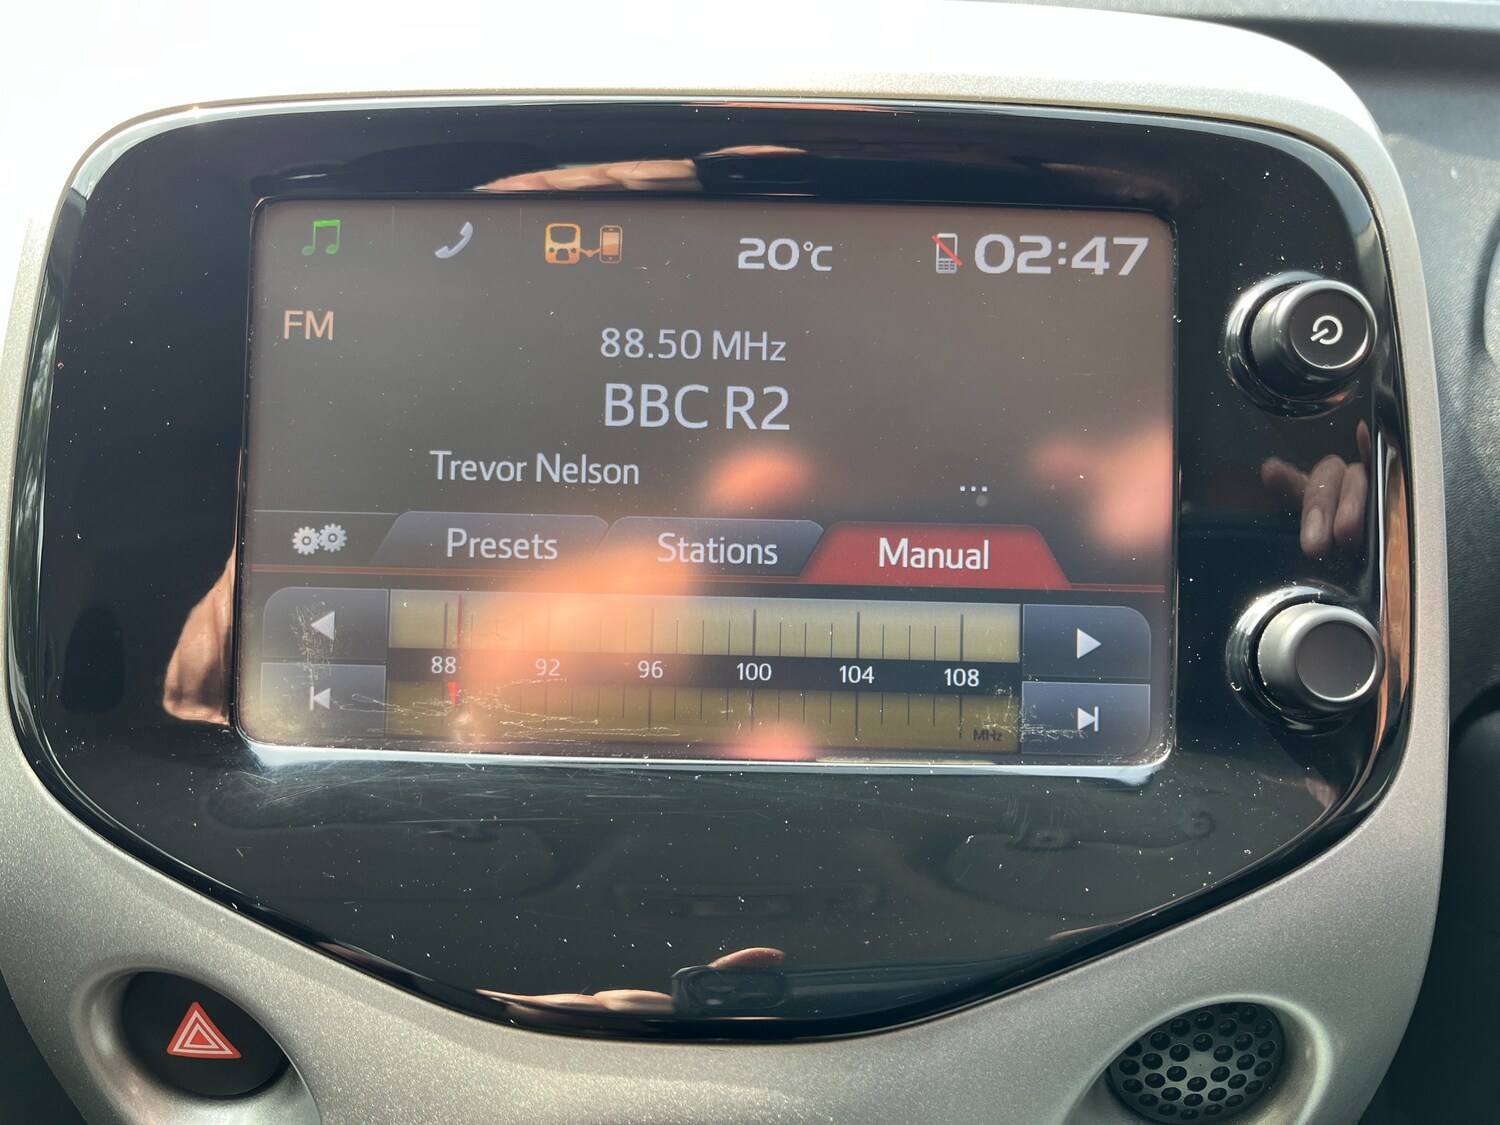 20°C 02:47
FM
88.50 MHz
BBC R2
Trevor Nelson ...
Presets Stations Manual
88 92 96 100 104 108
MHz